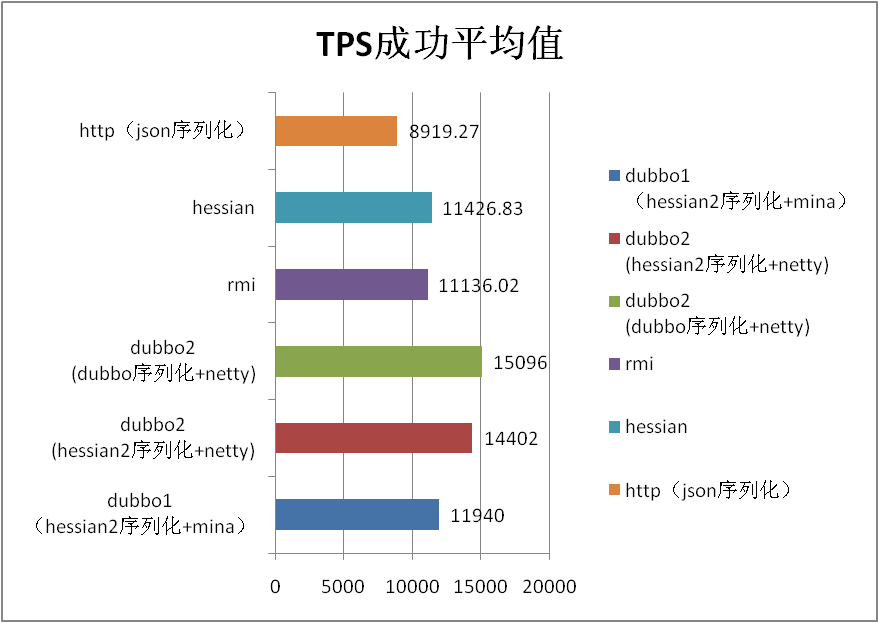 TPS成功平均值
http（json序列化）
8919.27
hessian
11426.83
rmi
11136.02
dubbo2
(dubbo序列化+netty)
15096
dubbo2
(hessian2序列化+netty)
14402
dubbo1
（hessian2序列化+mina）
11940
0
5000
10000
15000
20000
dubbo1
（hessian2序列化+mina）
dubbo2
(hessian2序列化+netty)
dubbo2
(dubbo序列化+netty)
rmi
hessian
http（json序列化）